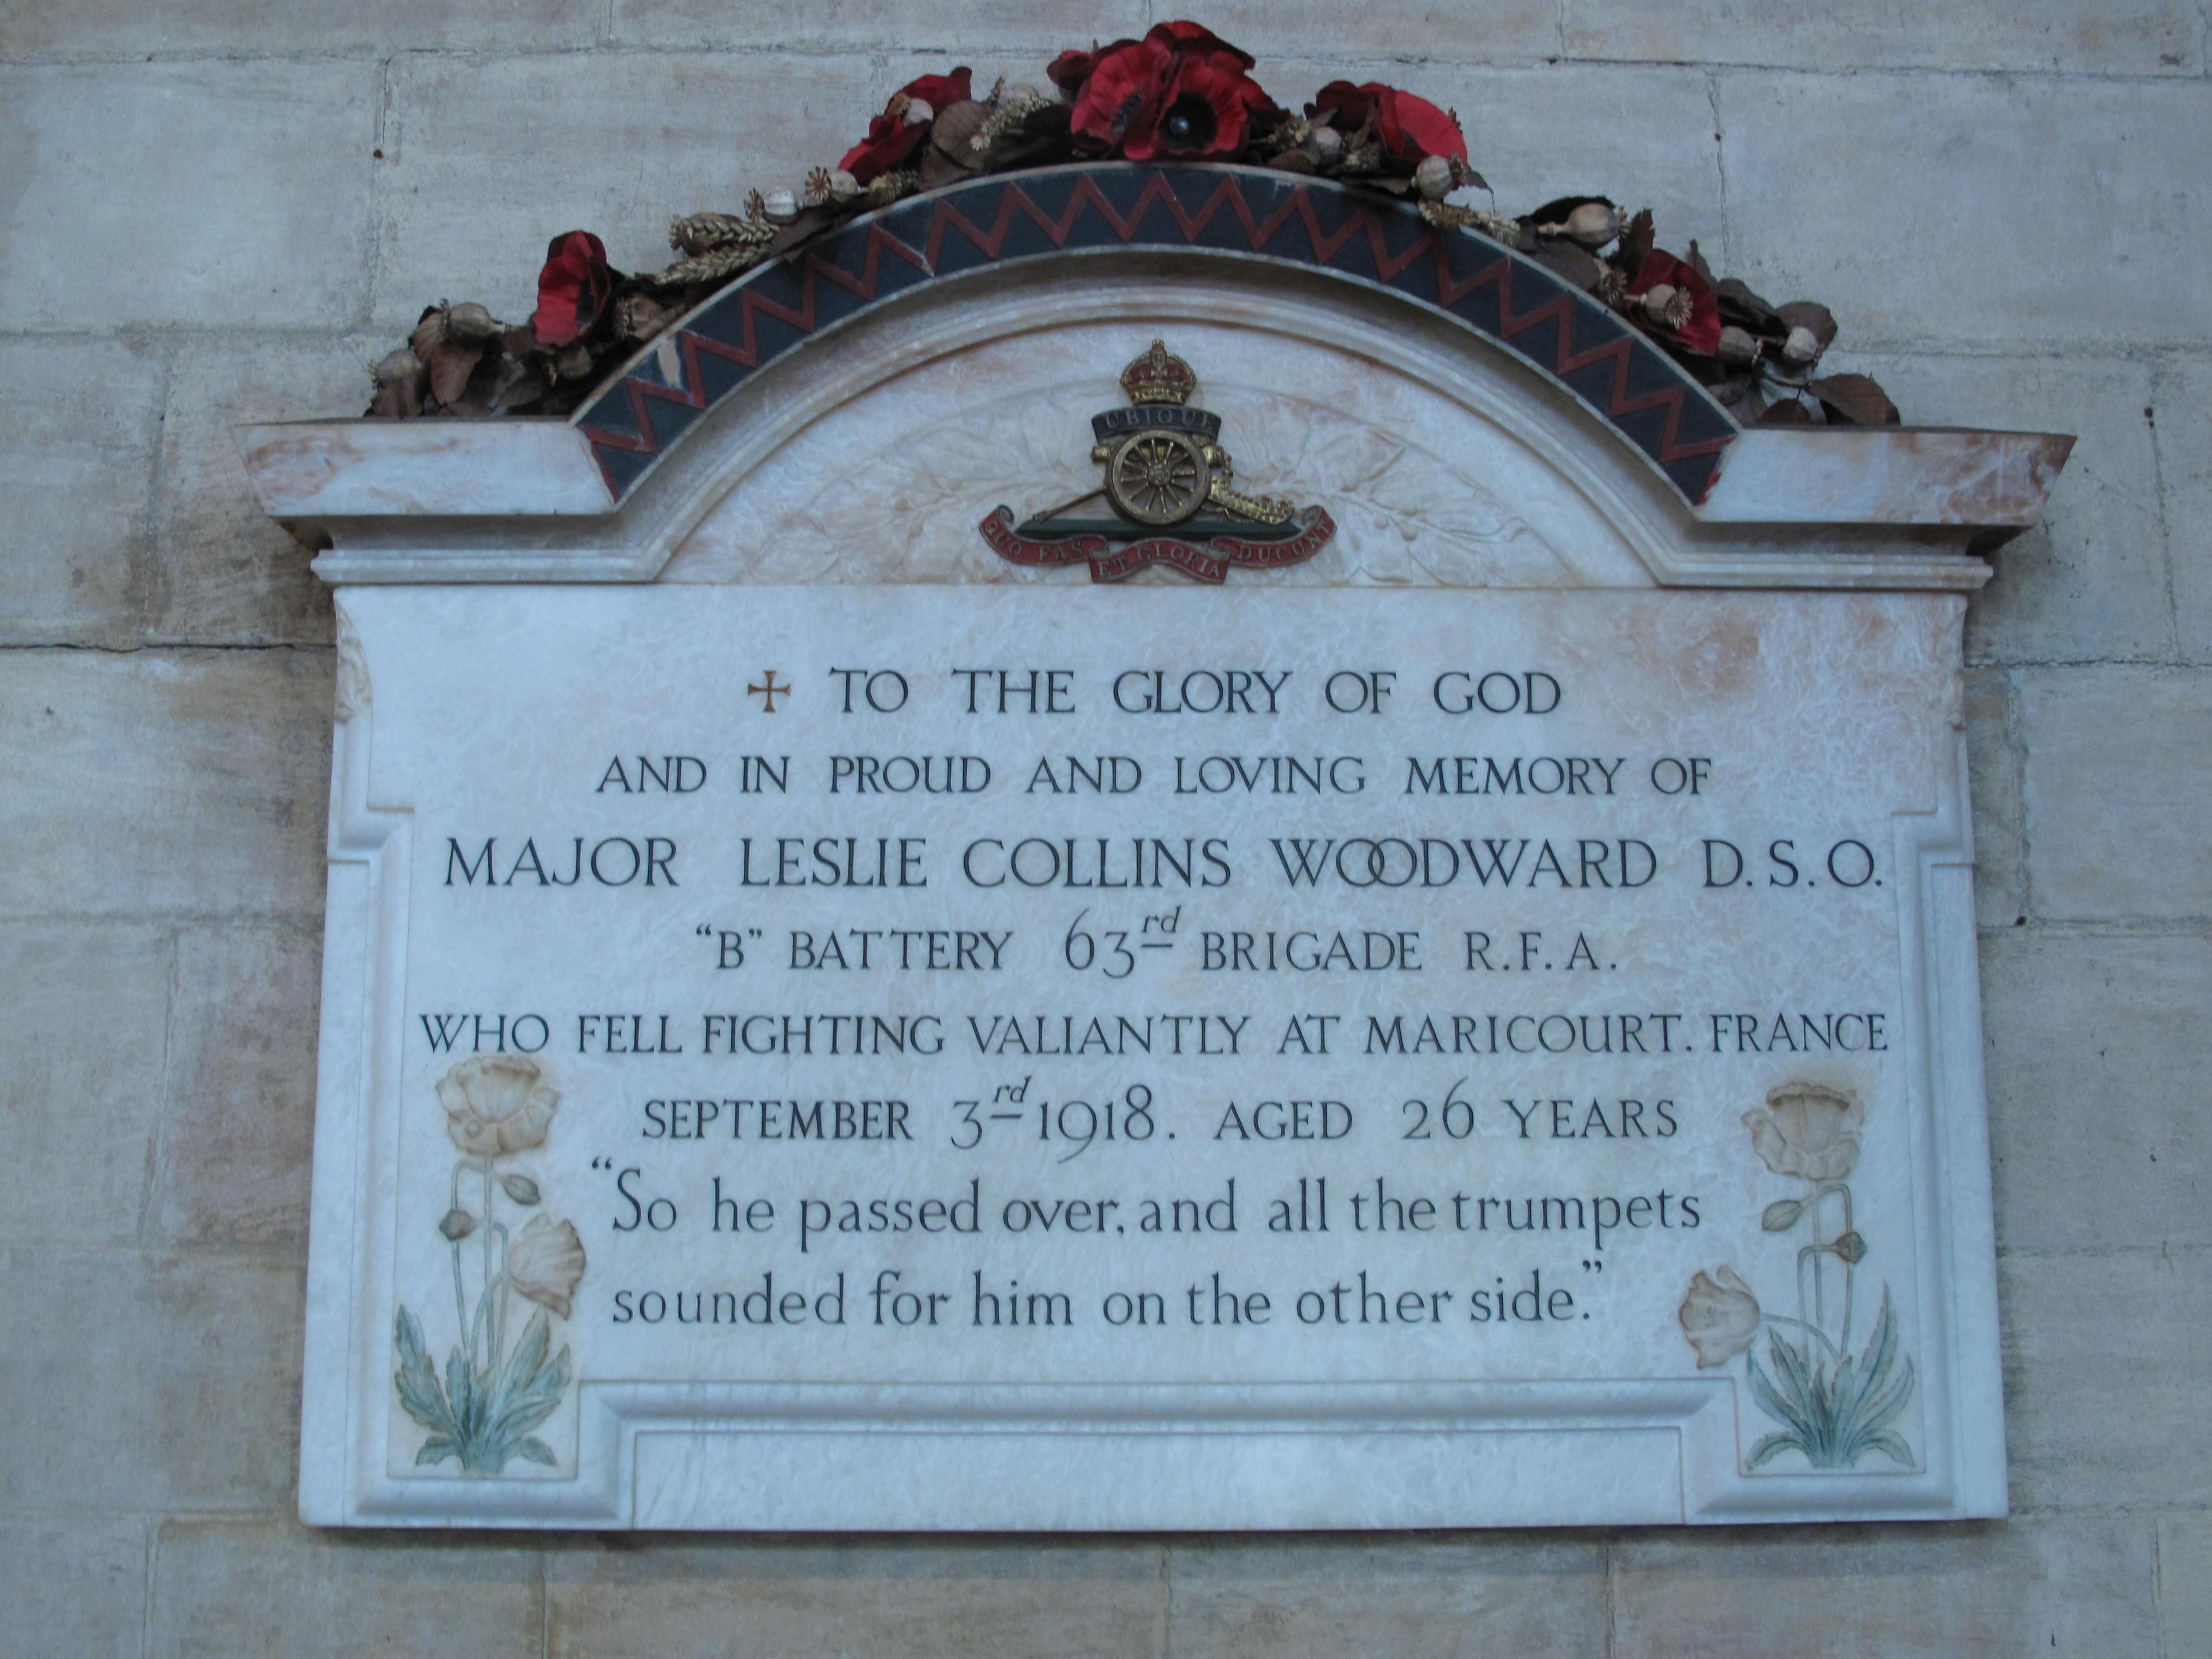 UBIQUE
QUO FAS ET GLORIA DUCUNT
✠ TO THE GLORY OF GOD
AND IN PROUD AND LOVING MEMORY OF
MAJOR LESLIE COLLINS WOODWARD D.S.O.
"B" BATTERY 63rd BRIGADE R.F.A.
WHO FELL FIGHTING VALIANTLY AT MARICOURT. FRANCE
SEPTEMBER 3rd 1918. AGED 26 YEARS
"So he passed over, and all the trumpets
sounded for him on the other side."